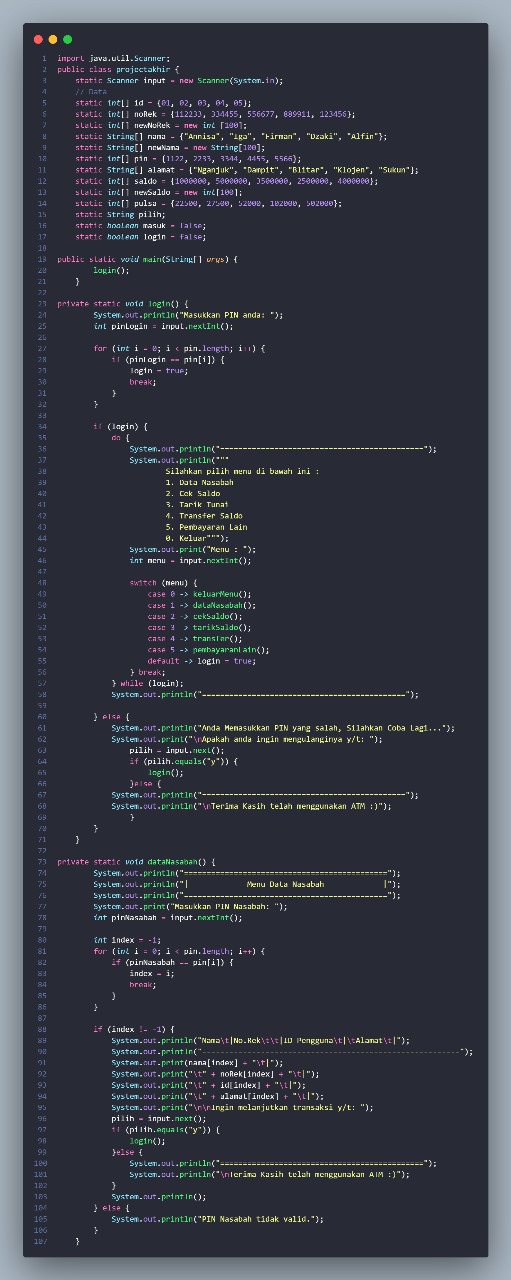 1 import java.util.Scanner;
2 public class projectakhir {
3 static Scanner input = new Scanner(System.in);
4 // Data
5 static int[] id = {01, 02, 03, 04, 05};
6 static int[] noRek = {112233, 334455, 556677, 889911, 123456};
7 static int[] newNoRek = new int [100];
8 static String[] nama = {"Annisa", "Iga", "Firman", "Dzaki", "Alfin"};
9 static String[] newNama = new String[100];
10 static int[] pin = {1122, 2233, 3344, 4455, 5566};
11 static String[] alamat = {"Nganjuk", "Dampit", "Blitar", "Klojen", "Sukun"};
12 static int[] saldo = {1000000, 5000000, 3500000, 2500000, 4000000};
13 static int[] newSaldo = new int[100];
14 static int[] pulsa = {22500, 27500, 52000, 102000, 502000};
15 static String pilih;
16 static boolean masuk = false;
17 static boolean login = false;
18
19 public static void main(String[] args) {
20 login();
21 }
22
23 private static void login() {
24 System.out.println("Masukkan PIN anda: ");
25 int pinLogin = input.nextInt();
26
27 for (int i = 0; i < pin.length; i++) {
28 if (pinLogin == pin[i]) {
29 login = true;
30 break;
31 }
32 }
33
34 if (login) {
35 do {
36 System.out.println("=============================================");
37 System.out.println("""
38 Silahkan pilih menu di bawah ini :
39 1. Data Nasabah
40 2. Cek Saldo
41 3. Tarik Tunai
42 4. Transfer Saldo
43 5. Pembayaran Lain
44 0. Keluar""");
45 System.out.print("Menu : ");
46 int menu = input.nextInt();
47
48 switch (menu) {
49 case 0 -> keluarMenu();
50 case 1 -> dataNasabah();
51 case 2 -> cekSaldo();
52 case 3 -> tarikSaldo();
53 case 4 -> transfer();
54 case 5 -> pembayaranLain();
55 default -> login = true;
56 } break;
57 } while (login);
58 System.out.println("=============================================");
59
60 } else {
61 System.out.println("Anda Memasukkan PIN yang salah, Silahkan Coba Lagi...");
62 System.out.print("\nApakah anda ingin mengulanginya y/t: ");
63 pilih = input.next();
64 if (pilih.equals("y")) {
65 login();
66 }else {
67 System.out.println("=============================================");
68 System.out.println("\nTerima Kasih telah menggunakan ATM :)");
69 }
70 }
71 }
72
73 private static void dataNasabah() {
74 System.out.println("=============================================");
75 System.out.println("| Menu Data Nasabah |");
76 System.out.println("=============================================");
77 System.out.print("Masukkan PIN Nasabah: ");
78 int pinNasabah = input.nextInt();
79
80 int index = -1;
81 for (int i = 0; i < pin.length; i++) {
82 if (pinNasabah == pin[i]) {
83 index = i;
84 break;
85 }
86 }
87
88 if (index != -1) {
89 System.out.println("Nama\t|No.Rek\t\t|ID Pengguna\t|\tAlamat\t|");
90 System.out.println("---------------------------------------------------------");
91 System.out.print(nama[index] + "\t|");
92 System.out.print("\t" + noRek[index] + "\t|");
93 System.out.print("\t" + id[index] + "\t|");
94 System.out.print("\t" + alamat[index] + "\t|");
95 System.out.print("\n\nIngin melanjutkan transaksi y/t: ");
96 pilih = input.next();
97 if (pilih.equals("y")) {
98 login();
99 }else {
100 System.out.println("=============================================");
101 System.out.println("\nTerima Kasih telah menggunakan ATM :)");
102 }
103 System.out.println();
104 } else {
105 System.out.println("PIN Nasabah tidak valid.");
106 }
107 }